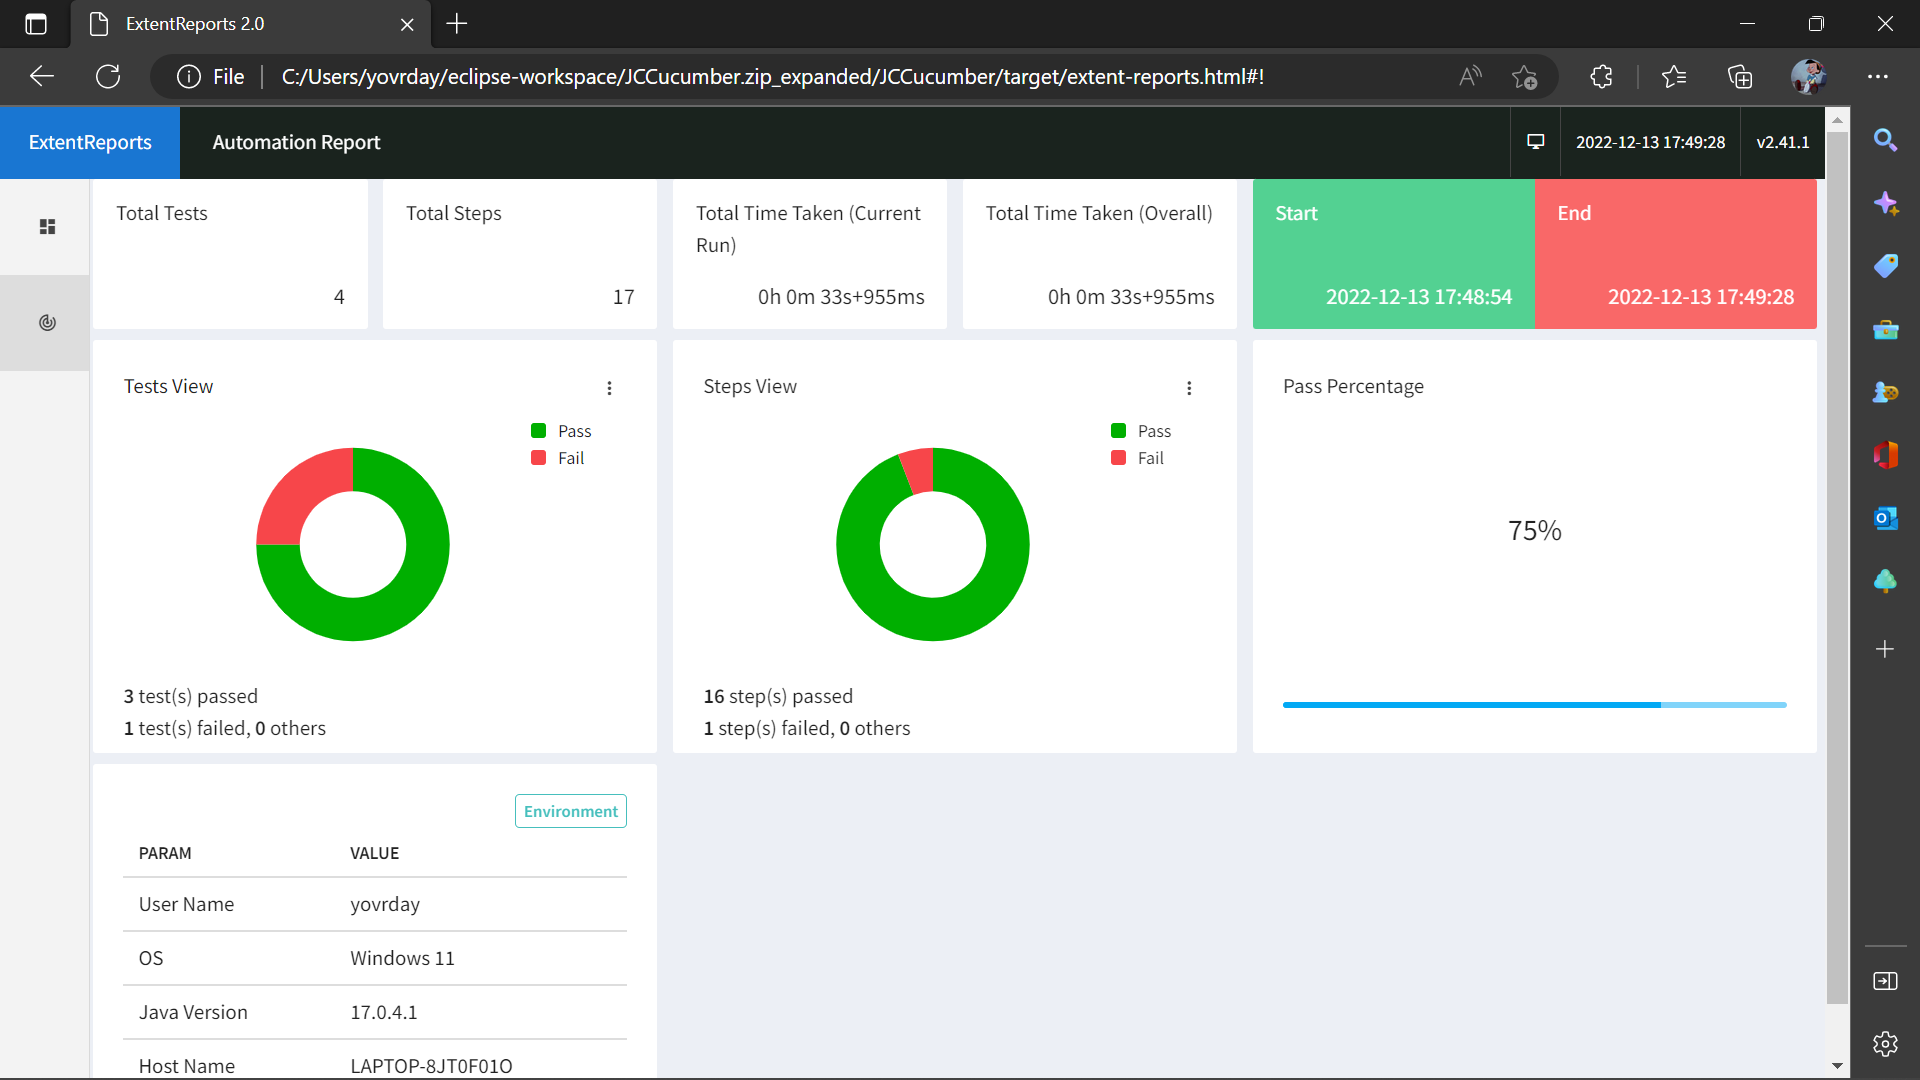 ExtentReports 2.0
File
C:/Users/yovrday/eclipse-workspace/JCCucumber.zip_expanded/JCCucumber/target/extent-reports.html#!
ExtentReports
Automation Report
2022-12-13 17:49:28
v2.41.1
Total Tests
4
Total Steps
17
Total Time Taken (Current
Run)
0h 0m 33s+955ms
Total Time Taken (Overall)
0h 0m 33s+955ms
Start
2022-12-13 17:48:54
End
2022-12-13 17:49:28
Tests View
Pass
Fail
3 test(s) passed
1 test(s) failed, 0 others
Steps View
Pass
Fail
16 step(s) passed
1 step(s) failed, 0 others
Pass Percentage
75%
Environment
PARAM VALUE
User Name yovrday
OS Windows 11
Java Version 17.0.4.1
Host Name LAPTOP-8JT0F01O